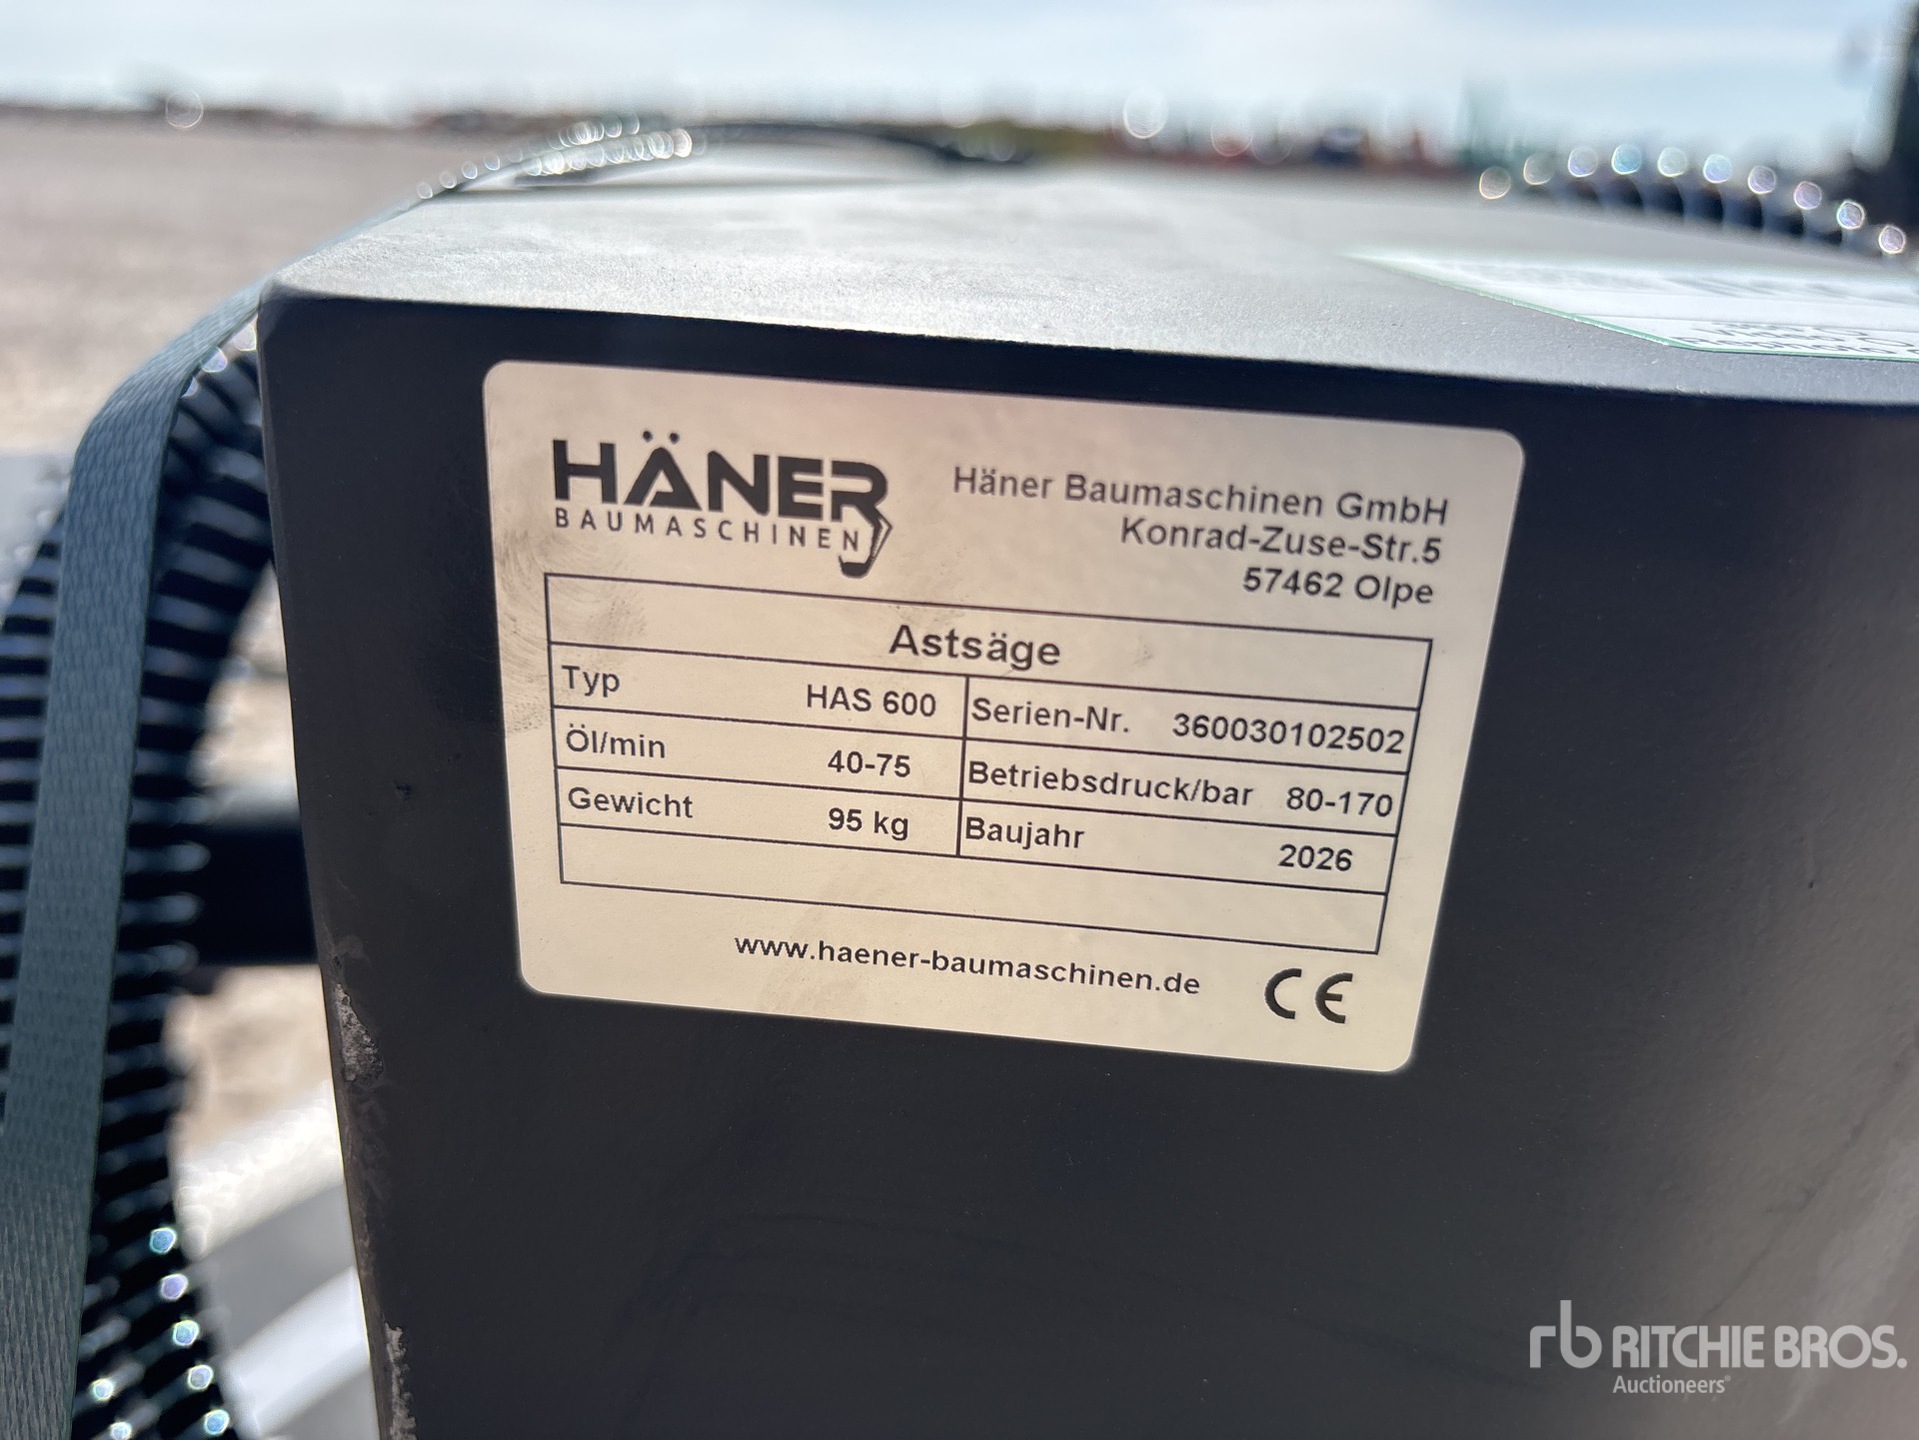 HÄNER
BAUMASCHINEN
Häner Baumaschinen GmbH
Konrad-Zuse-Str.5
57462 Olpe
Astsäge
Typ HAS 600 Serien-Nr. 360030102502
Öl/min 40-75 Betriebsdruck/bar 80-170
Gewicht 95 kg Baujahr 2026
www.haener-baumaschinen.de
CE
rb RITCHIE BROS.
Auctioneers®